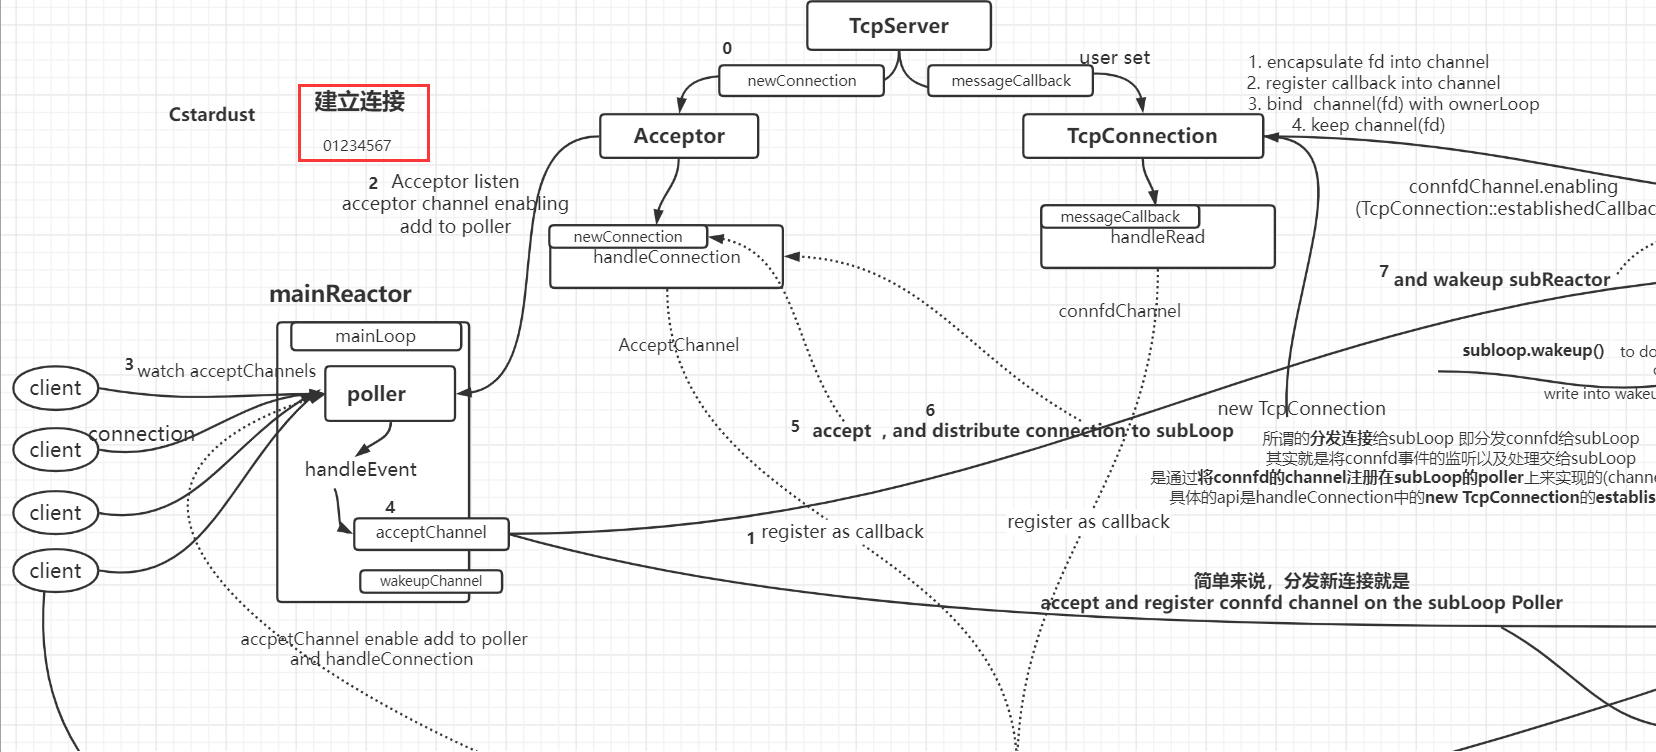 TcpServer
0
newConnection
messageCallback
user set
1. encapsulate fd into channel
2. register callback into channel
3. bind channel(fd) with ownerLoop
4. keep channel(fd)
Cstardust
建立连接
01234567
Acceptor
TcpConnection
2 Acceptor listen
acceptor channel enabling
add to poller
connfdChannel.enabling
(TcpConnection::establishedCallbac
newConnection
handleConnection
messageCallback
handleRead
7 and wakeup subReactor
mainReactor
mainLoop
connfdChannel
AcceptChannel
subloop.wakeup() to do
write into wakeu
3 watch acceptChannels
client
poller
connection
client
handleEvent
new TcpConnection
6
5 accept , and distribute connection to subLoop
所谓的分发连接给subLoop 即分发connfd给subLoop
其实就是将connfd事件的监听以及处理交给subLoop
是通过将connfd的channel注册在subLoop的poller上来实现的(chann
具体的api是handleConnection中的new TcpConnection的establis
client
4
acceptChannel
1 register as callback
register as callback
client
wakeupChannel
简单来说，分发新连接就是
accept and register connfd channel on the subLoop Poller
accpetChannel enable add to poller
and handleConnection